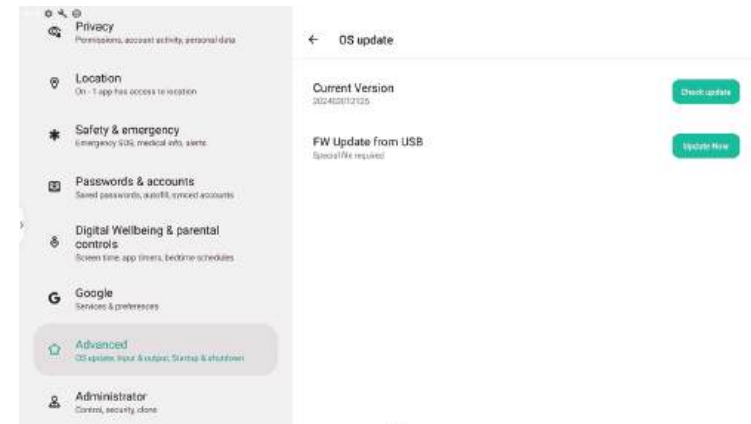 Privacy
Permissions, account activity, personal data
Location
On - 1 app has access to location
Safety & emergency
Emergency SOS, medical info, alerts
Passwords & accounts
Saved passwords, autofill, synced accounts
Digital Wellbeing & parental
controls
Screen time, app timers, bedtime schedules
Google
Services & preferences
Advanced
OS update, Input & output, Startup & shutdown
Administrator
Control, security, clone
OS update
Current Version
Check update
FW Update from USB
Special file required
Update Now